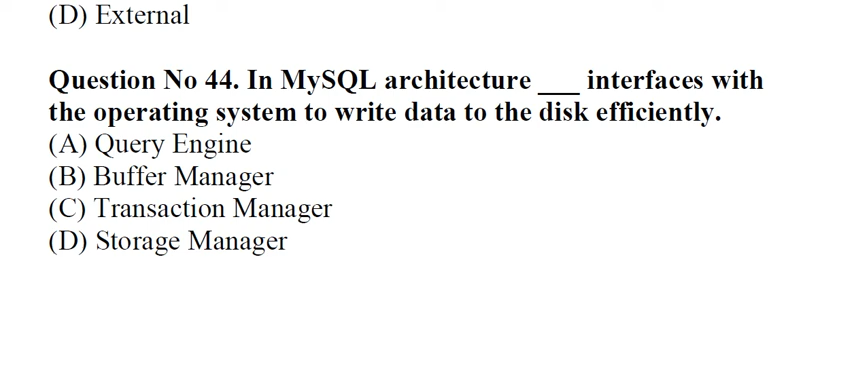 (D) External
Question No 44. In MySQL architecture ___ interfaces with
the operating system to write data to the disk efficiently.
(A) Query Engine
(B) Buffer Manager
(C) Transaction Manager
(D) Storage Manager